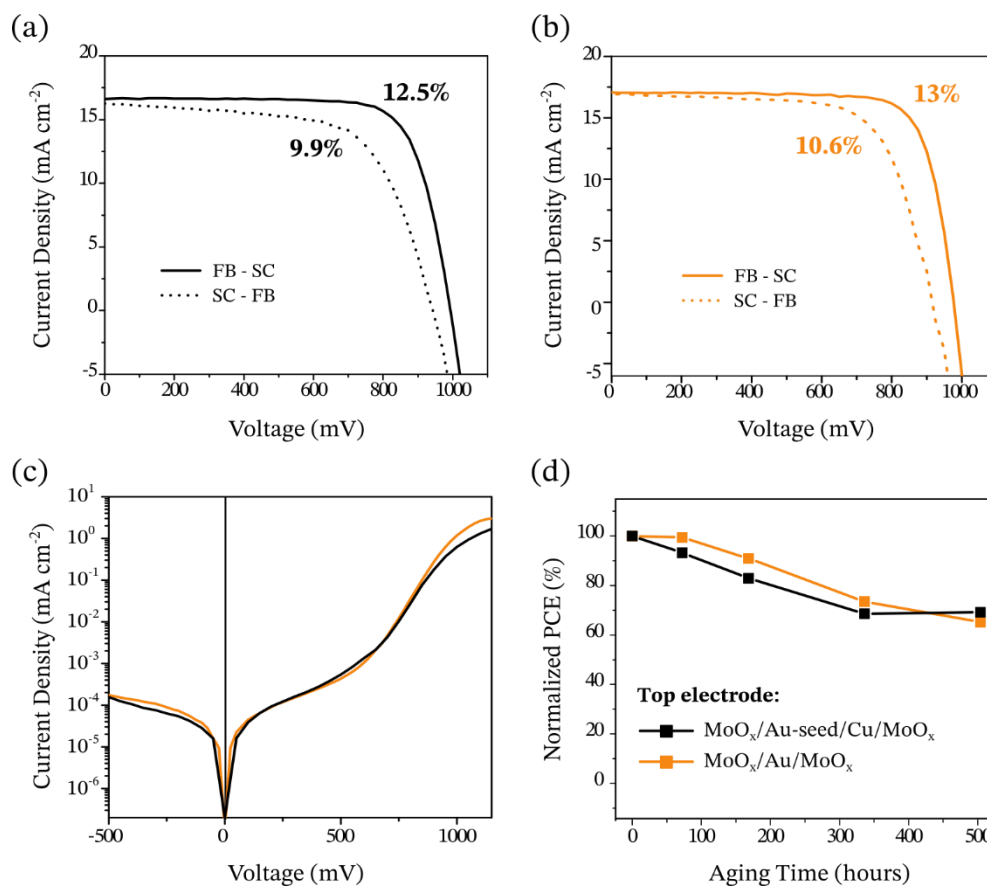 (a)
20
15
10
5
0
-5
0
200
400
600
800
1000
Current Density (mA cm⁻²)
Voltage (mV)
12.5%
9.9%
FB - SC
SC - FB
(b)
20
15
10
5
0
-5
0
200
400
600
800
1000
Current Density (mA cm⁻²)
Voltage (mV)
13%
10.6%
FB - SC
SC - FB
(c)
10¹
10⁰
10⁻¹
10⁻²
10⁻³
10⁻⁴
10⁻⁵
10⁻⁶
-500
0
500
1000
Current Density (mA cm⁻²)
Voltage (mV)
(d)
100
80
60
40
20
0
0
100
200
300
400
500
Normalized PCE (%)
Aging Time (hours)
Top electrode:
MoOₓ/Au-seed/Cu/MoOₓ
MoOₓ/Au/MoOₓ